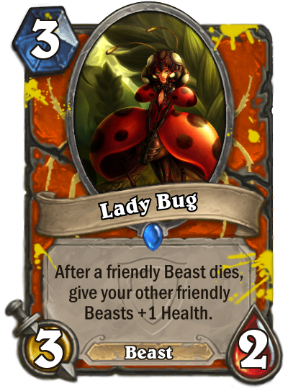 3
Lady Bug
After a friendly Beast dies,
give your other friendly
Beasts +1 Health.
3
Beast
2